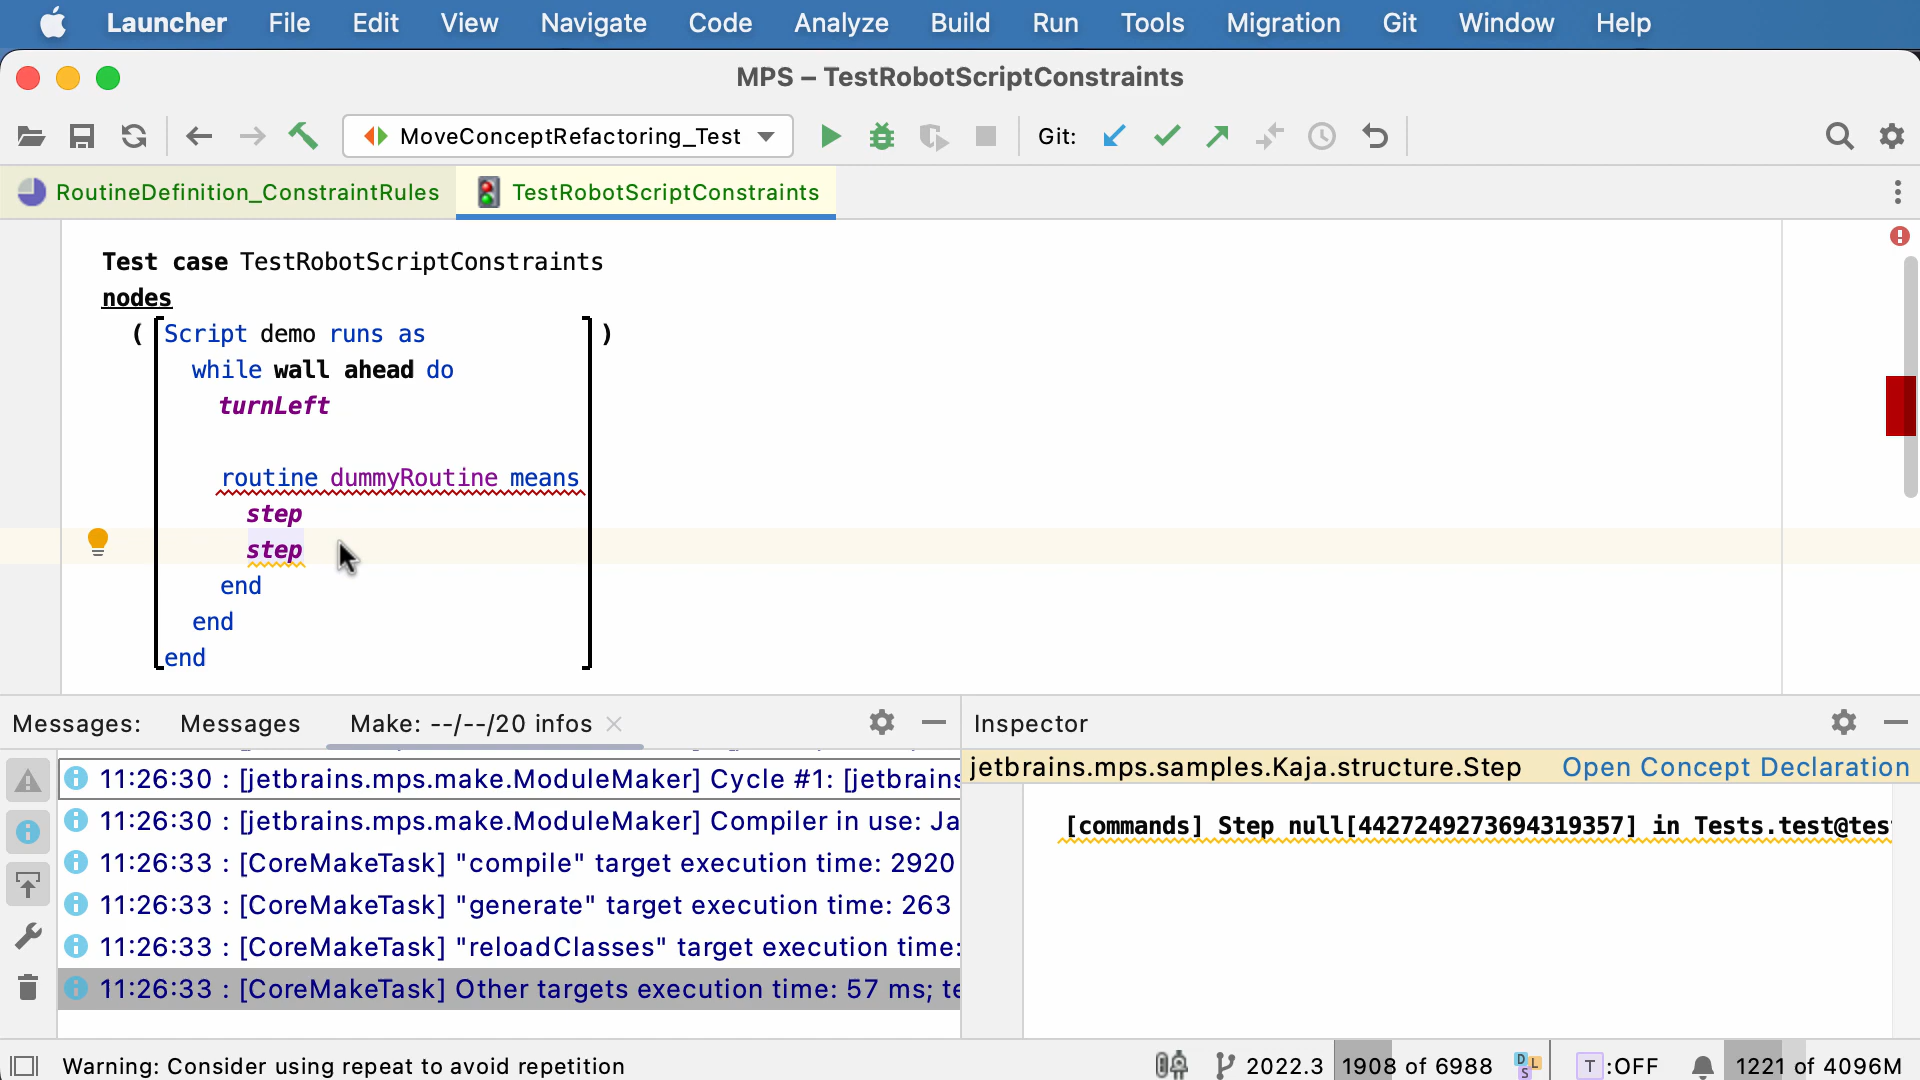 Launcher File Edit View Navigate Code Analyze Build Run Tools Migration Git Window Help
MPS – TestRobotScriptConstraints
MoveConceptRefactoring_Test Git:
RoutineDefinition_ConstraintRules TestRobotScriptConstraints
Test case TestRobotScriptConstraints
nodes
( Script demo runs as )
while wall ahead do
turnLeft
routine dummyRoutine means
step
step
end
end
end
Messages: Messages Make: --/--/20 infos
11:26:30 : [jetbrains.mps.make.ModuleMaker] Cycle #1: [jetbrains
11:26:30 : [jetbrains.mps.make.ModuleMaker] Compiler in use: Ja
11:26:33 : [CoreMakeTask] "compile" target execution time: 2920
11:26:33 : [CoreMakeTask] "generate" target execution time: 263
11:26:33 : [CoreMakeTask] "reloadClasses" target execution time:
11:26:33 : [CoreMakeTask] Other targets execution time: 57 ms; te
Inspector
jetbrains.mps.samples.Kaja.structure.Step Open Concept Declaration
[commands] Step null[4427249273694319357] in Tests.test@tes
Warning: Consider using repeat to avoid repetition
2022.3 1908 of 6988 DLS T :OFF 1221 of 4096M